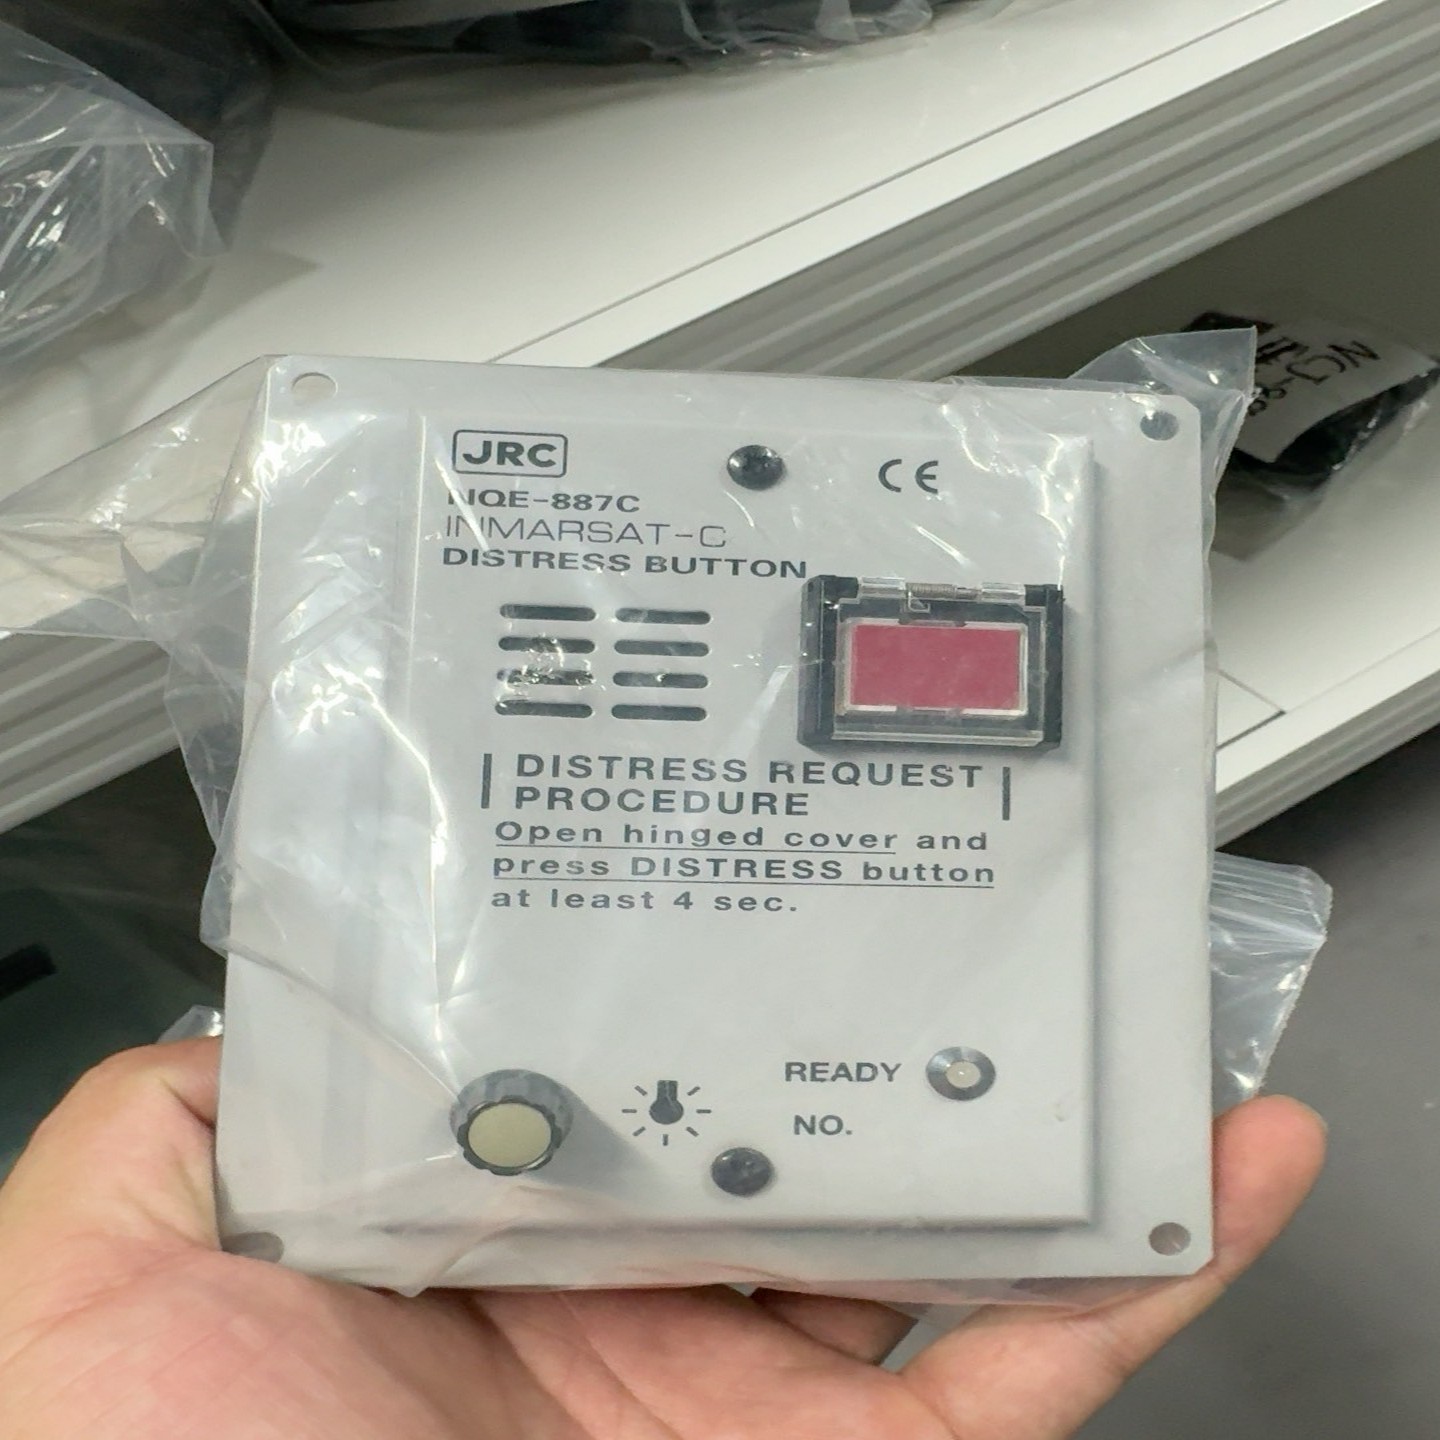 JRC
CE
NQE-887C
INMARSAT-C
DISTRESS BUTTON
DISTRESS REQUEST
PROCEDURE
Open hinged cover and
press DISTRESS button
at least 4 sec.
READY
NO.